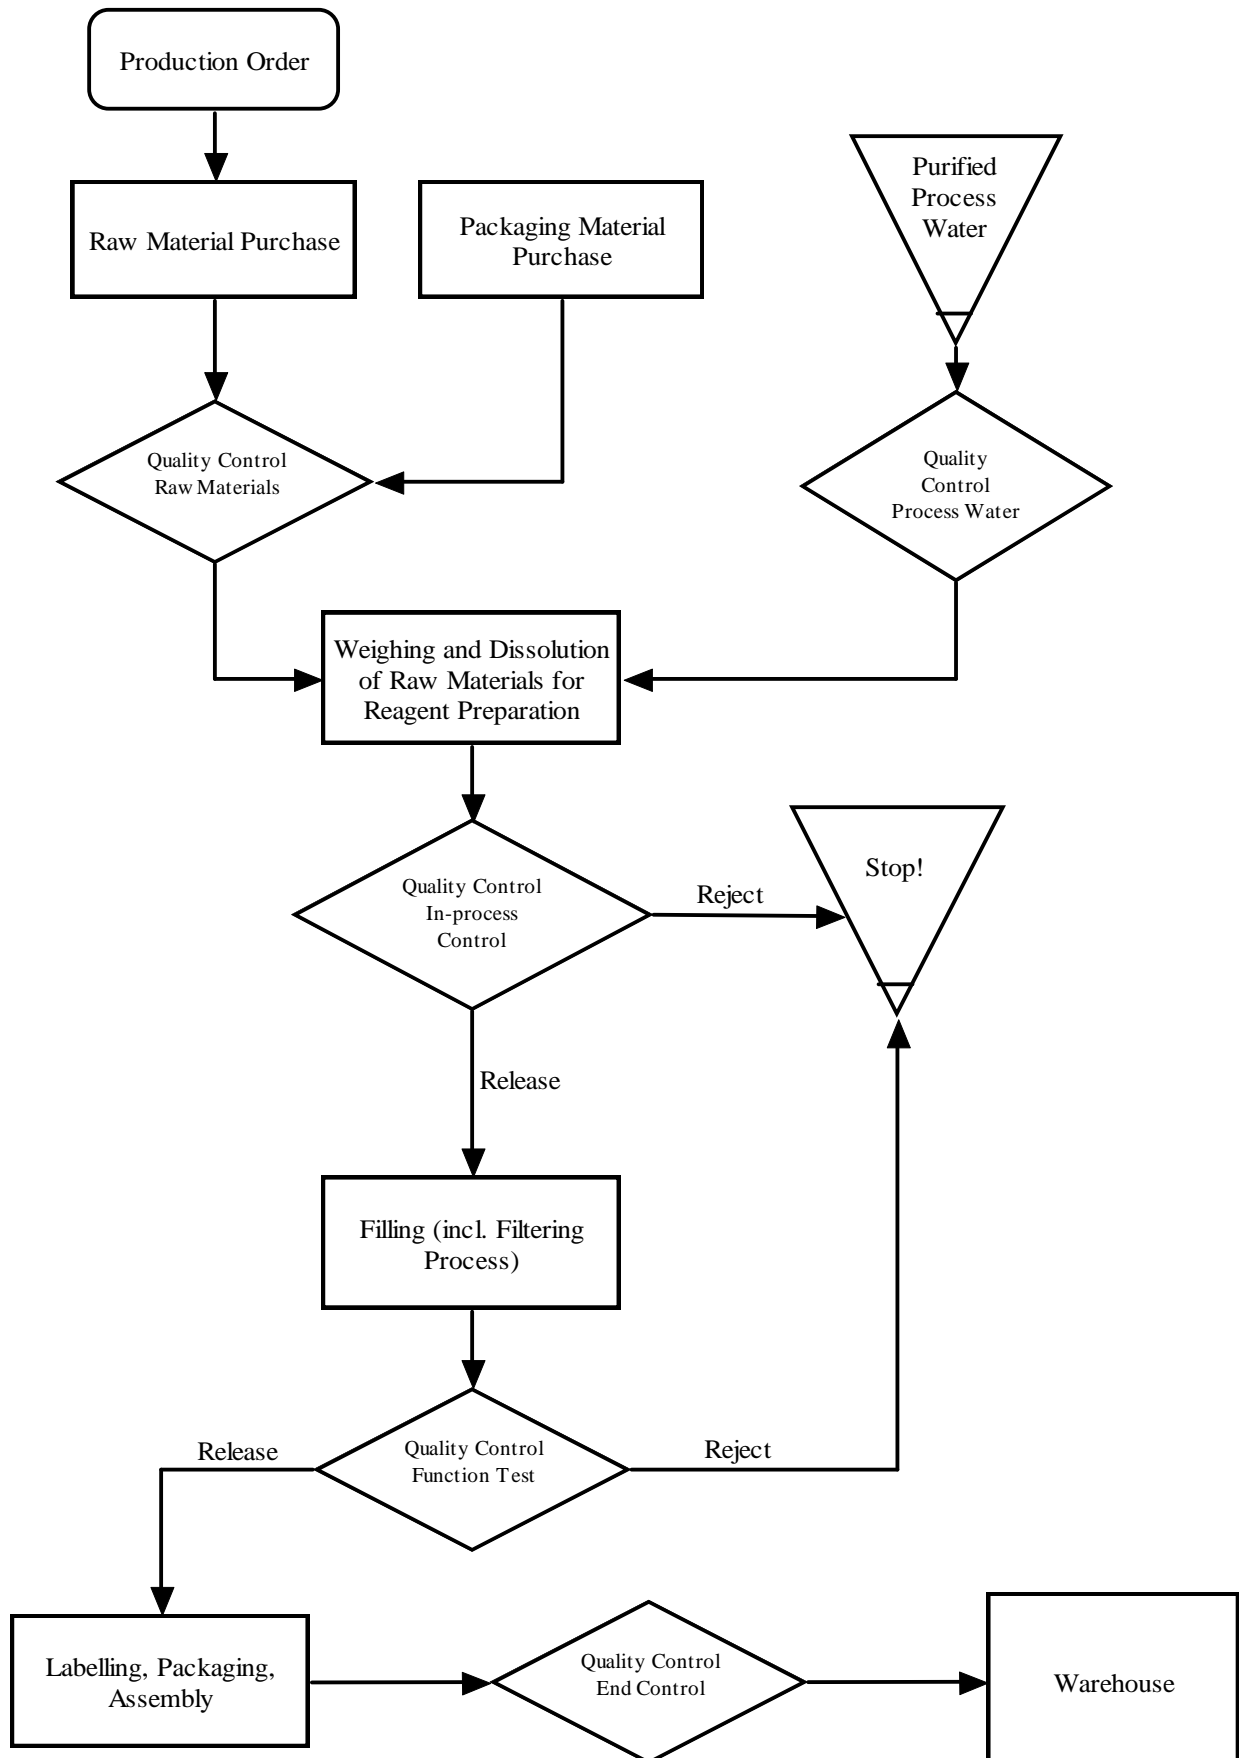 Production Order
Purified
Process
Water
Raw Material Purchase
Packaging Material
Purchase
Quality Control
Raw Materials
Quality
Control
Process Water
Weighing and Dissolution
of Raw Materials for
Reagent Preparation
Stop!
Quality Control
In-process
Control
Reject
Release
Filling (incl. Filtering
Process)
Release
Quality Control
Function Test
Reject
Labelling, Packaging,
Assembly
Quality Control
End Control
Warehouse